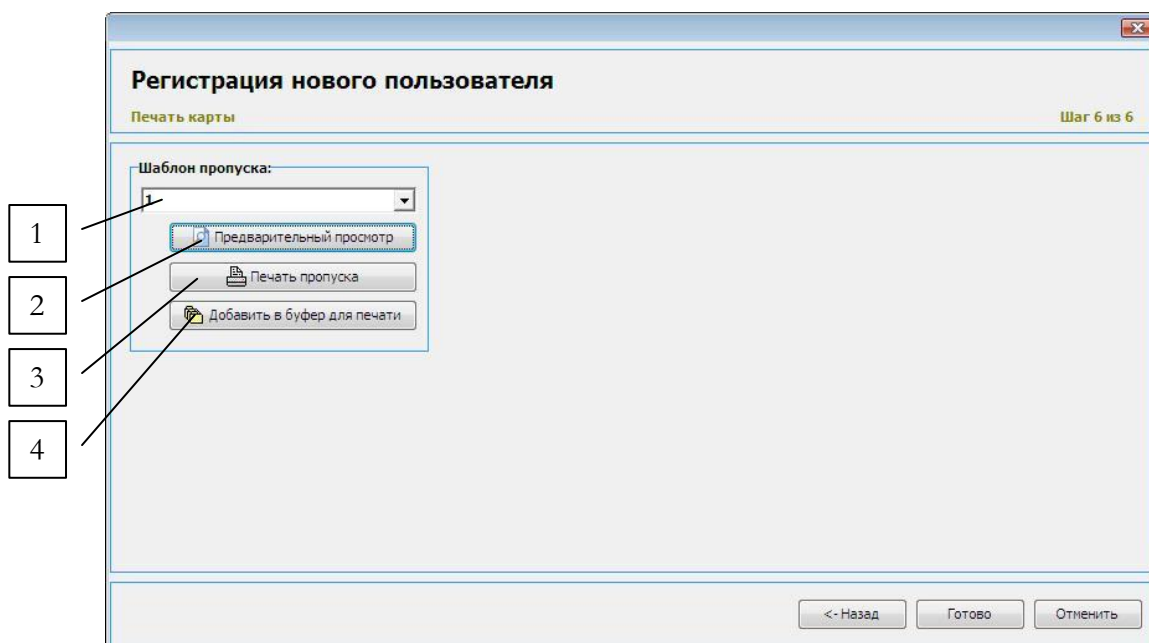 Регистрация нового пользователя
Печать карты
Шаг 6 из 6
Шаблон пропуска:
1
1
Предварительный просмотр
2
Печать пропуска
Добавить в буфер для печати
3
4
<- Назад
Готово
Отменить